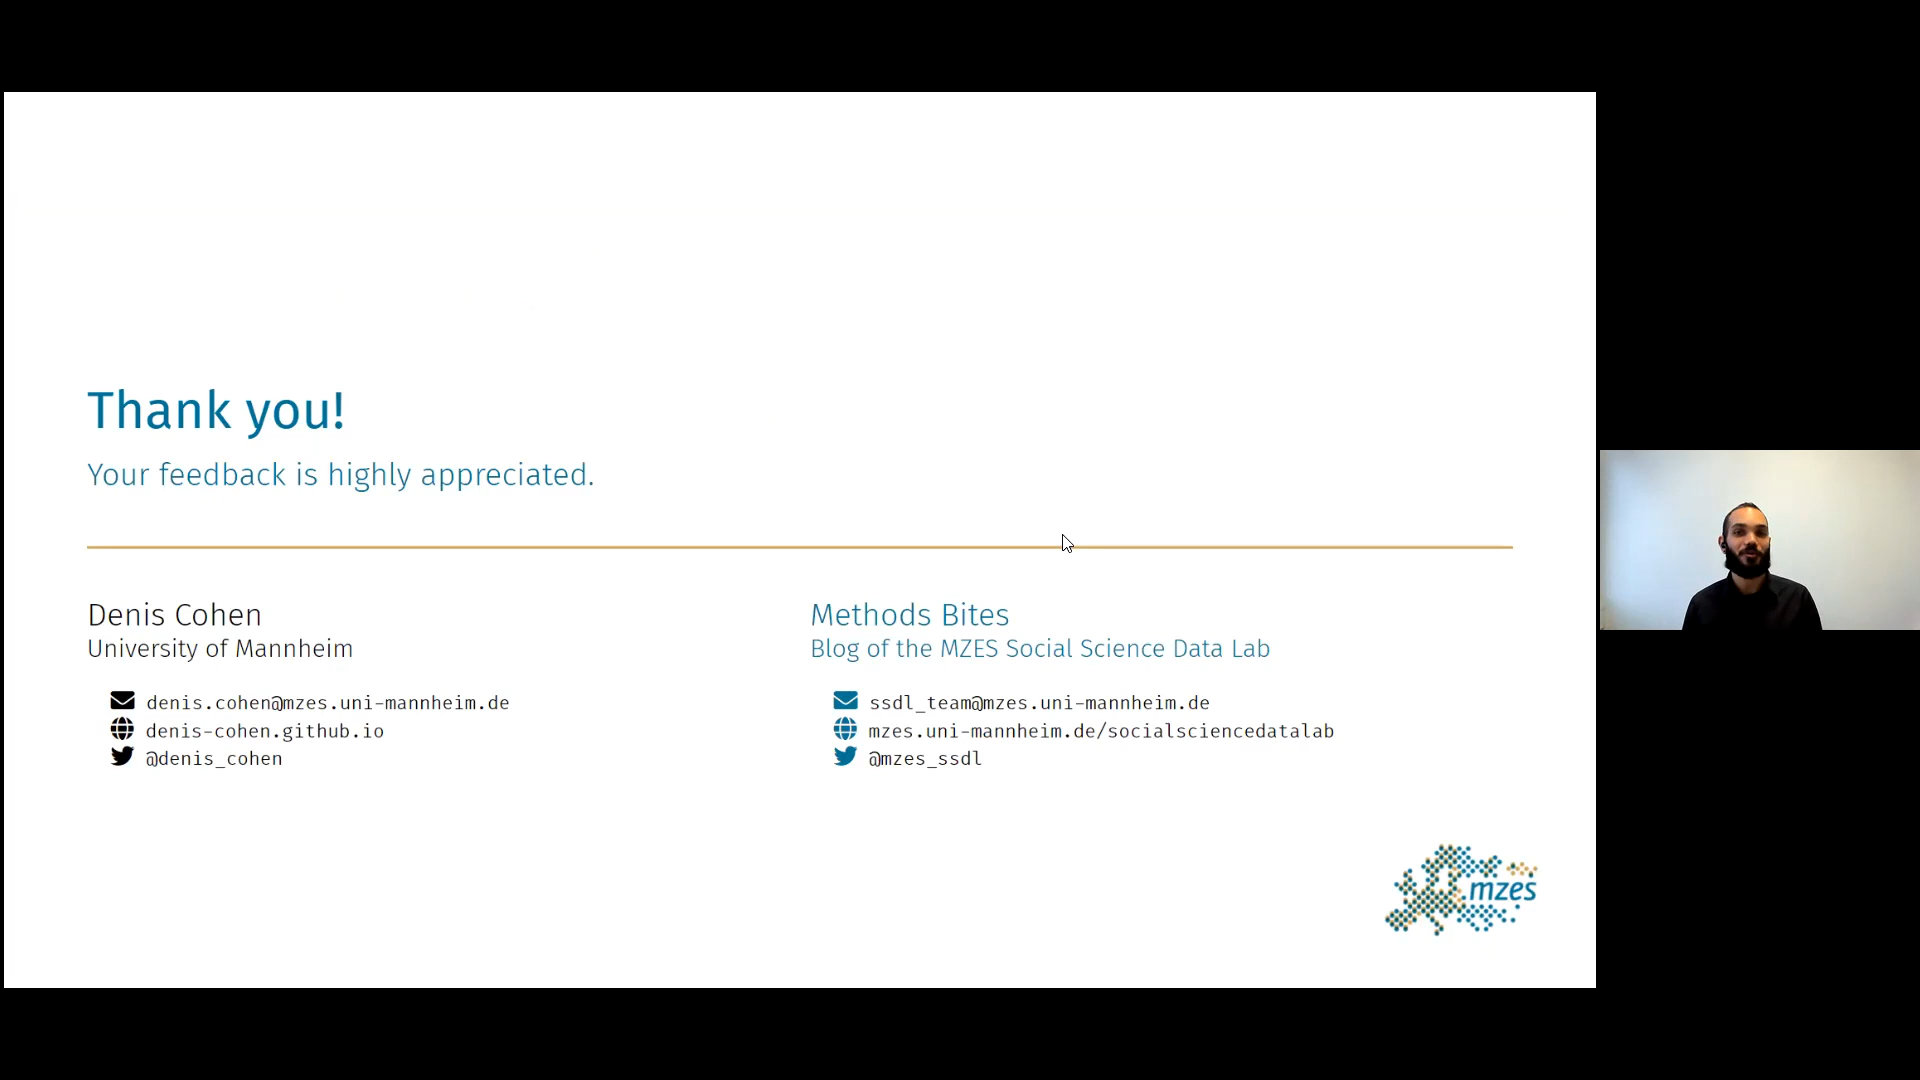 Thank you!
Your feedback is highly appreciated.
Denis Cohen
University of Mannheim
denis.cohen@mzes.uni-mannheim.de
denis-cohen.github.io
@denis_cohen
Methods Bites
Blog of the MZES Social Science Data Lab
ssdl_team@mzes.uni-mannheim.de
mzes.uni-mannheim.de/socialsciencedatalab
@mzes_ssdl
mzes